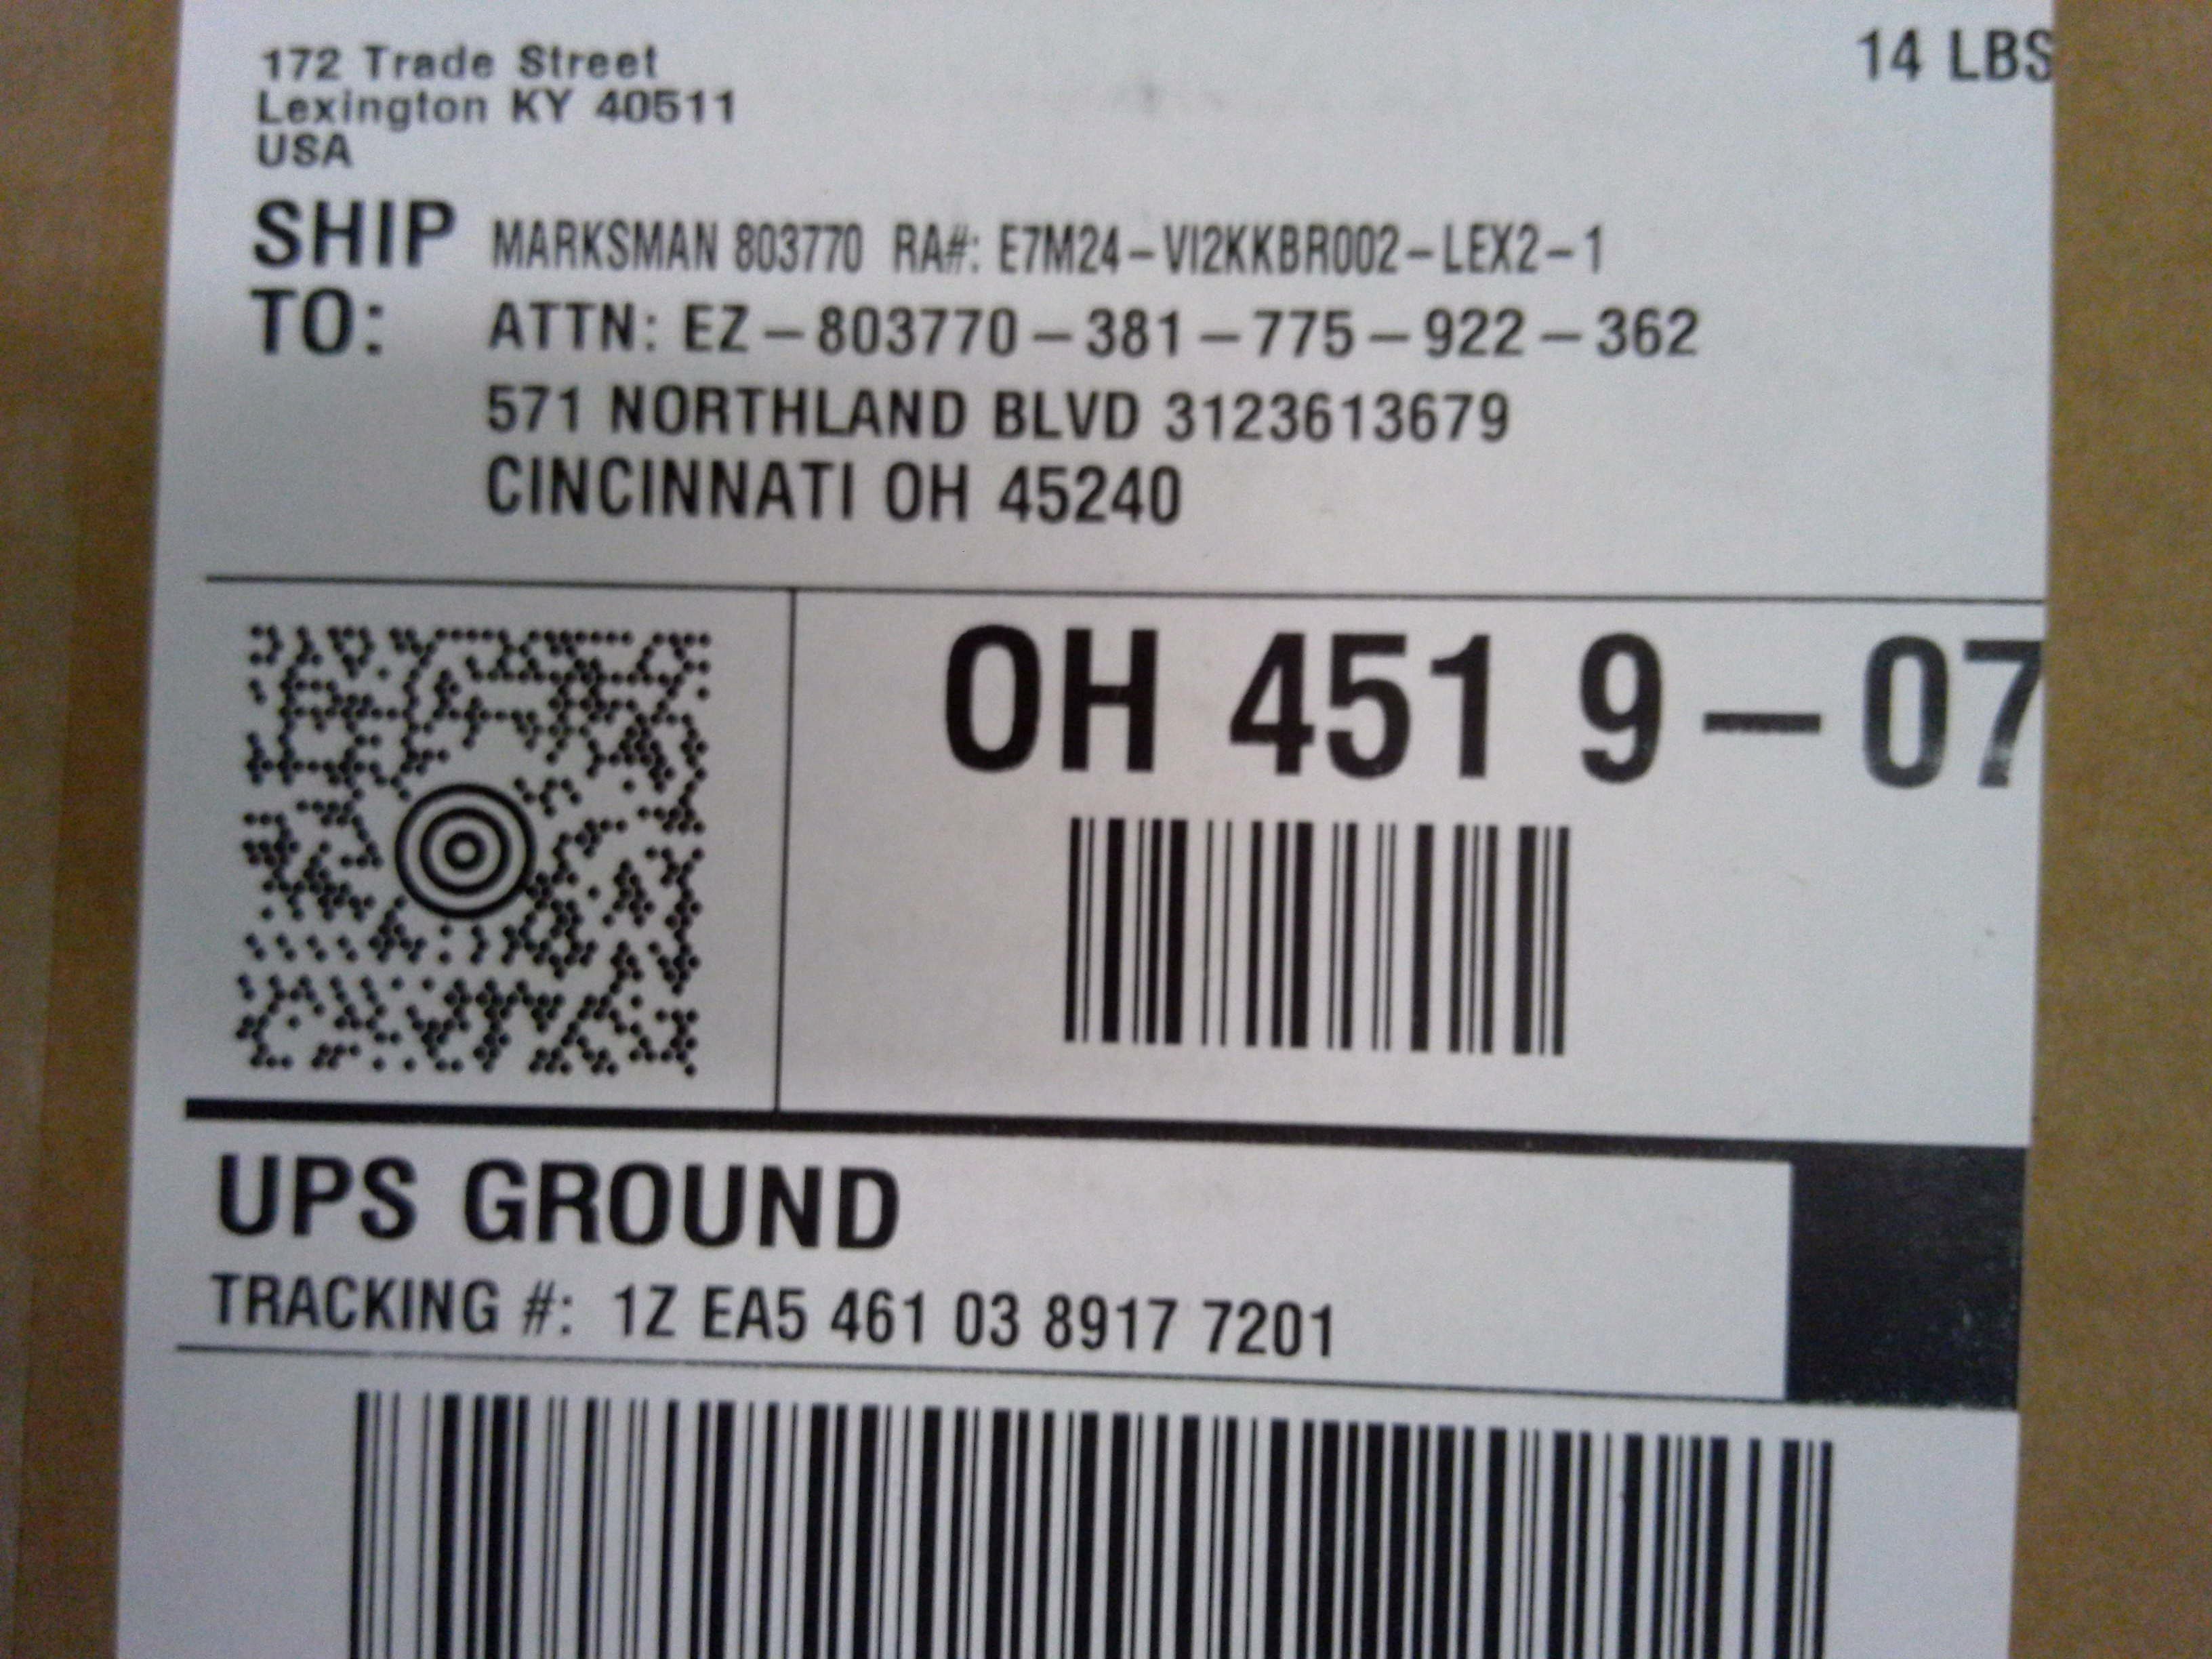 172 Trade Street
Lexington KY 40511
USA
14 LBS
SHIP TO:
MARKSMAN 803770 RA#: E7M24-VI2KKBR002-LEX2-1
ATTN: EZ-803770-381-775-922-362
571 NORTHLAND BLVD 3123613679
CINCINNATI OH 45240
OH 451 9-07
UPS GROUND
TRACKING #: 1Z EA5 461 03 8917 7201